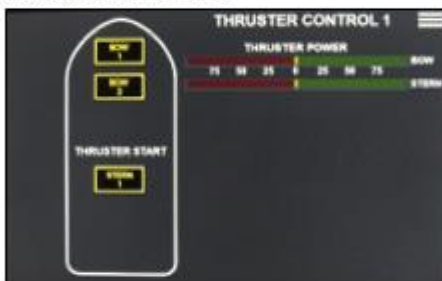 THRUSTER CONTROL 1
BOW
1
BOW
2
THRUSTER START
STERN
1
THRUSTER POWER
BOW
75 50 25 0 25 50 75
STERN